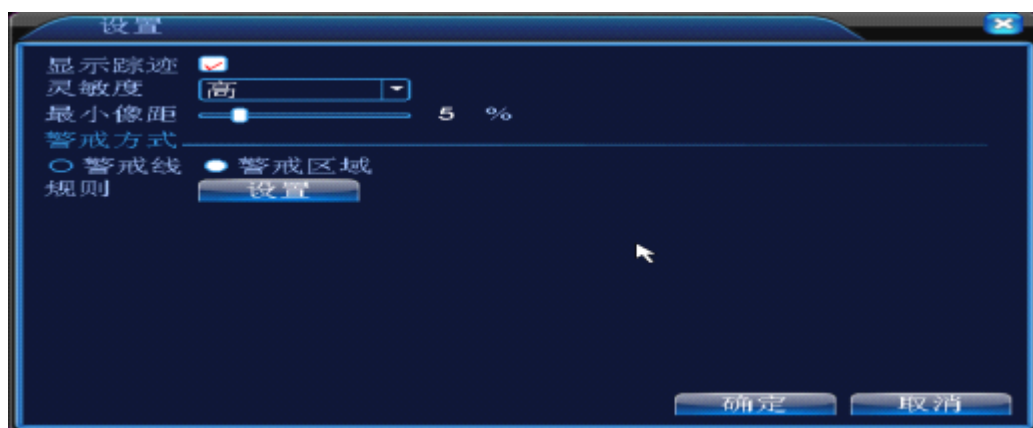 设置
显示踪迹
灵敏度 高
最小像距 5 %
警戒方式
警戒线 警戒区域
规则 设置
确定 取消